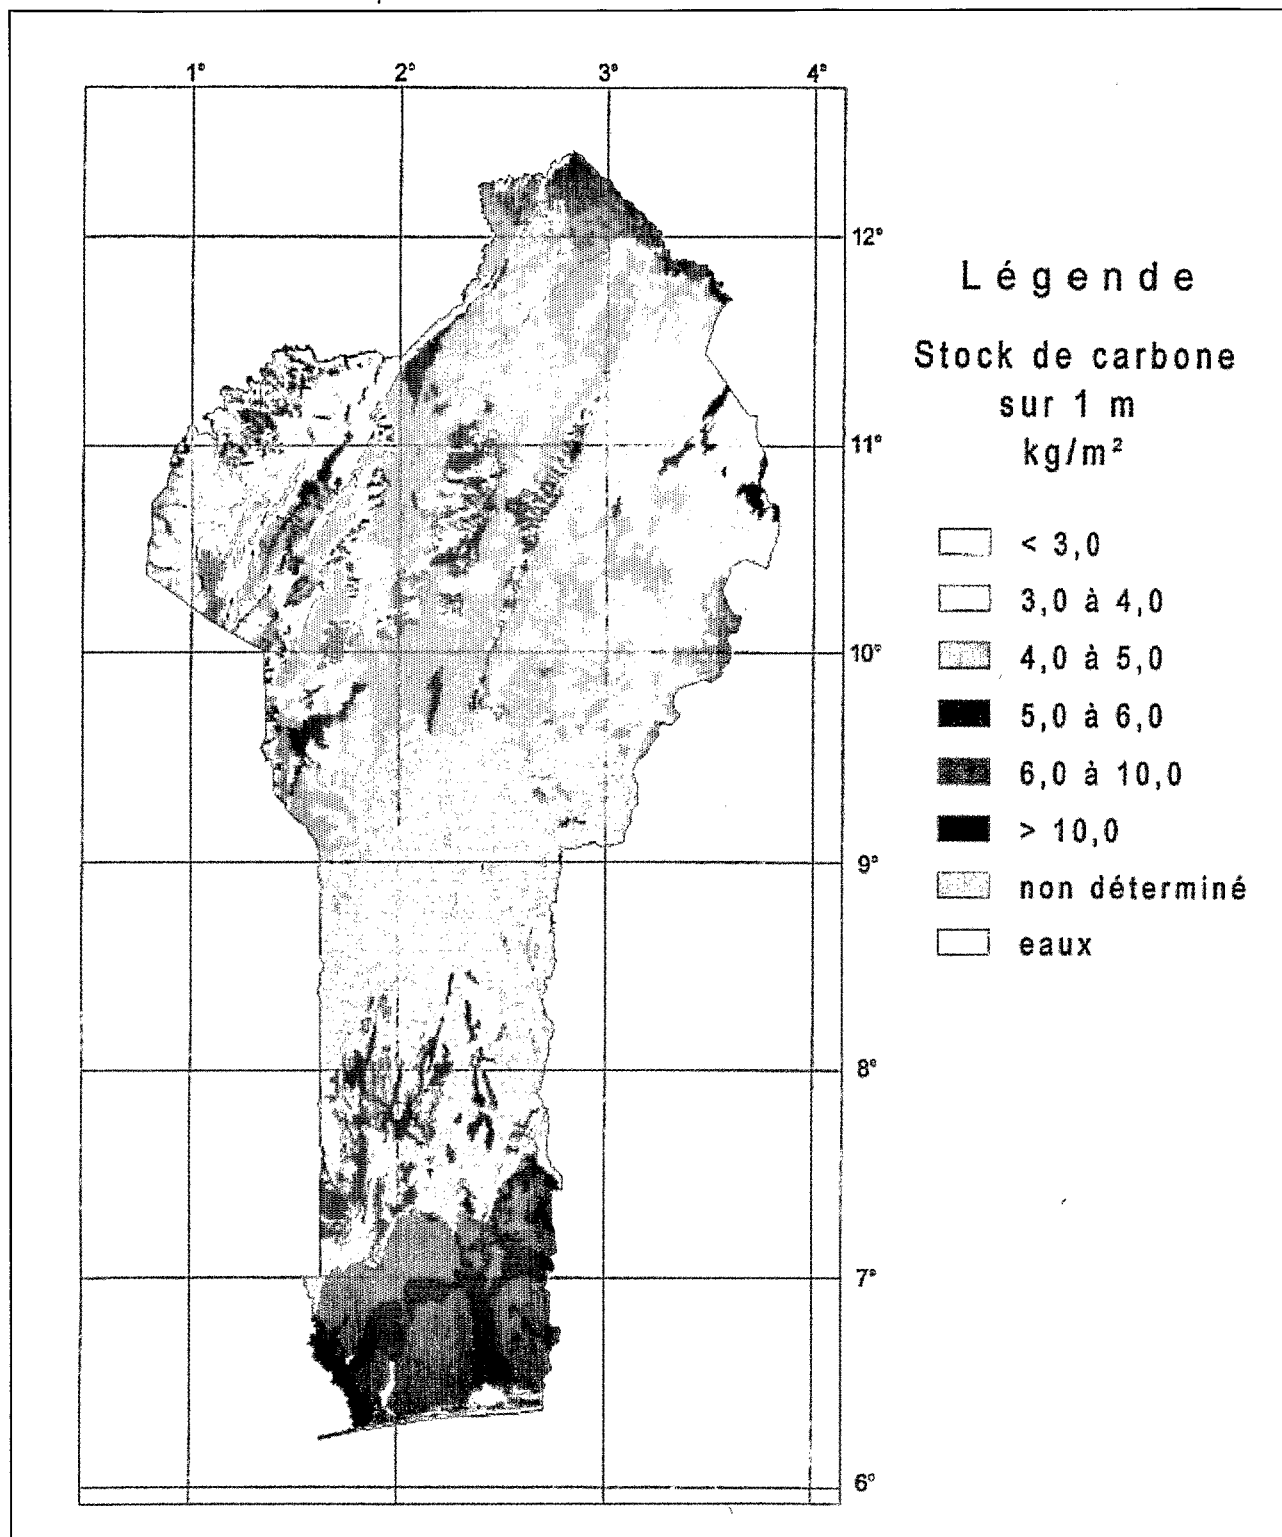 1° 2° 3° 4°
12°
11°
10°
9°
8°
7°
6°
Légende
Stock de carbone
sur 1 m
kg/m²
< 3,0
3,0 à 4,0
4,0 à 5,0
5,0 à 6,0
6,0 à 10,0
> 10,0
non déterminé
eaux